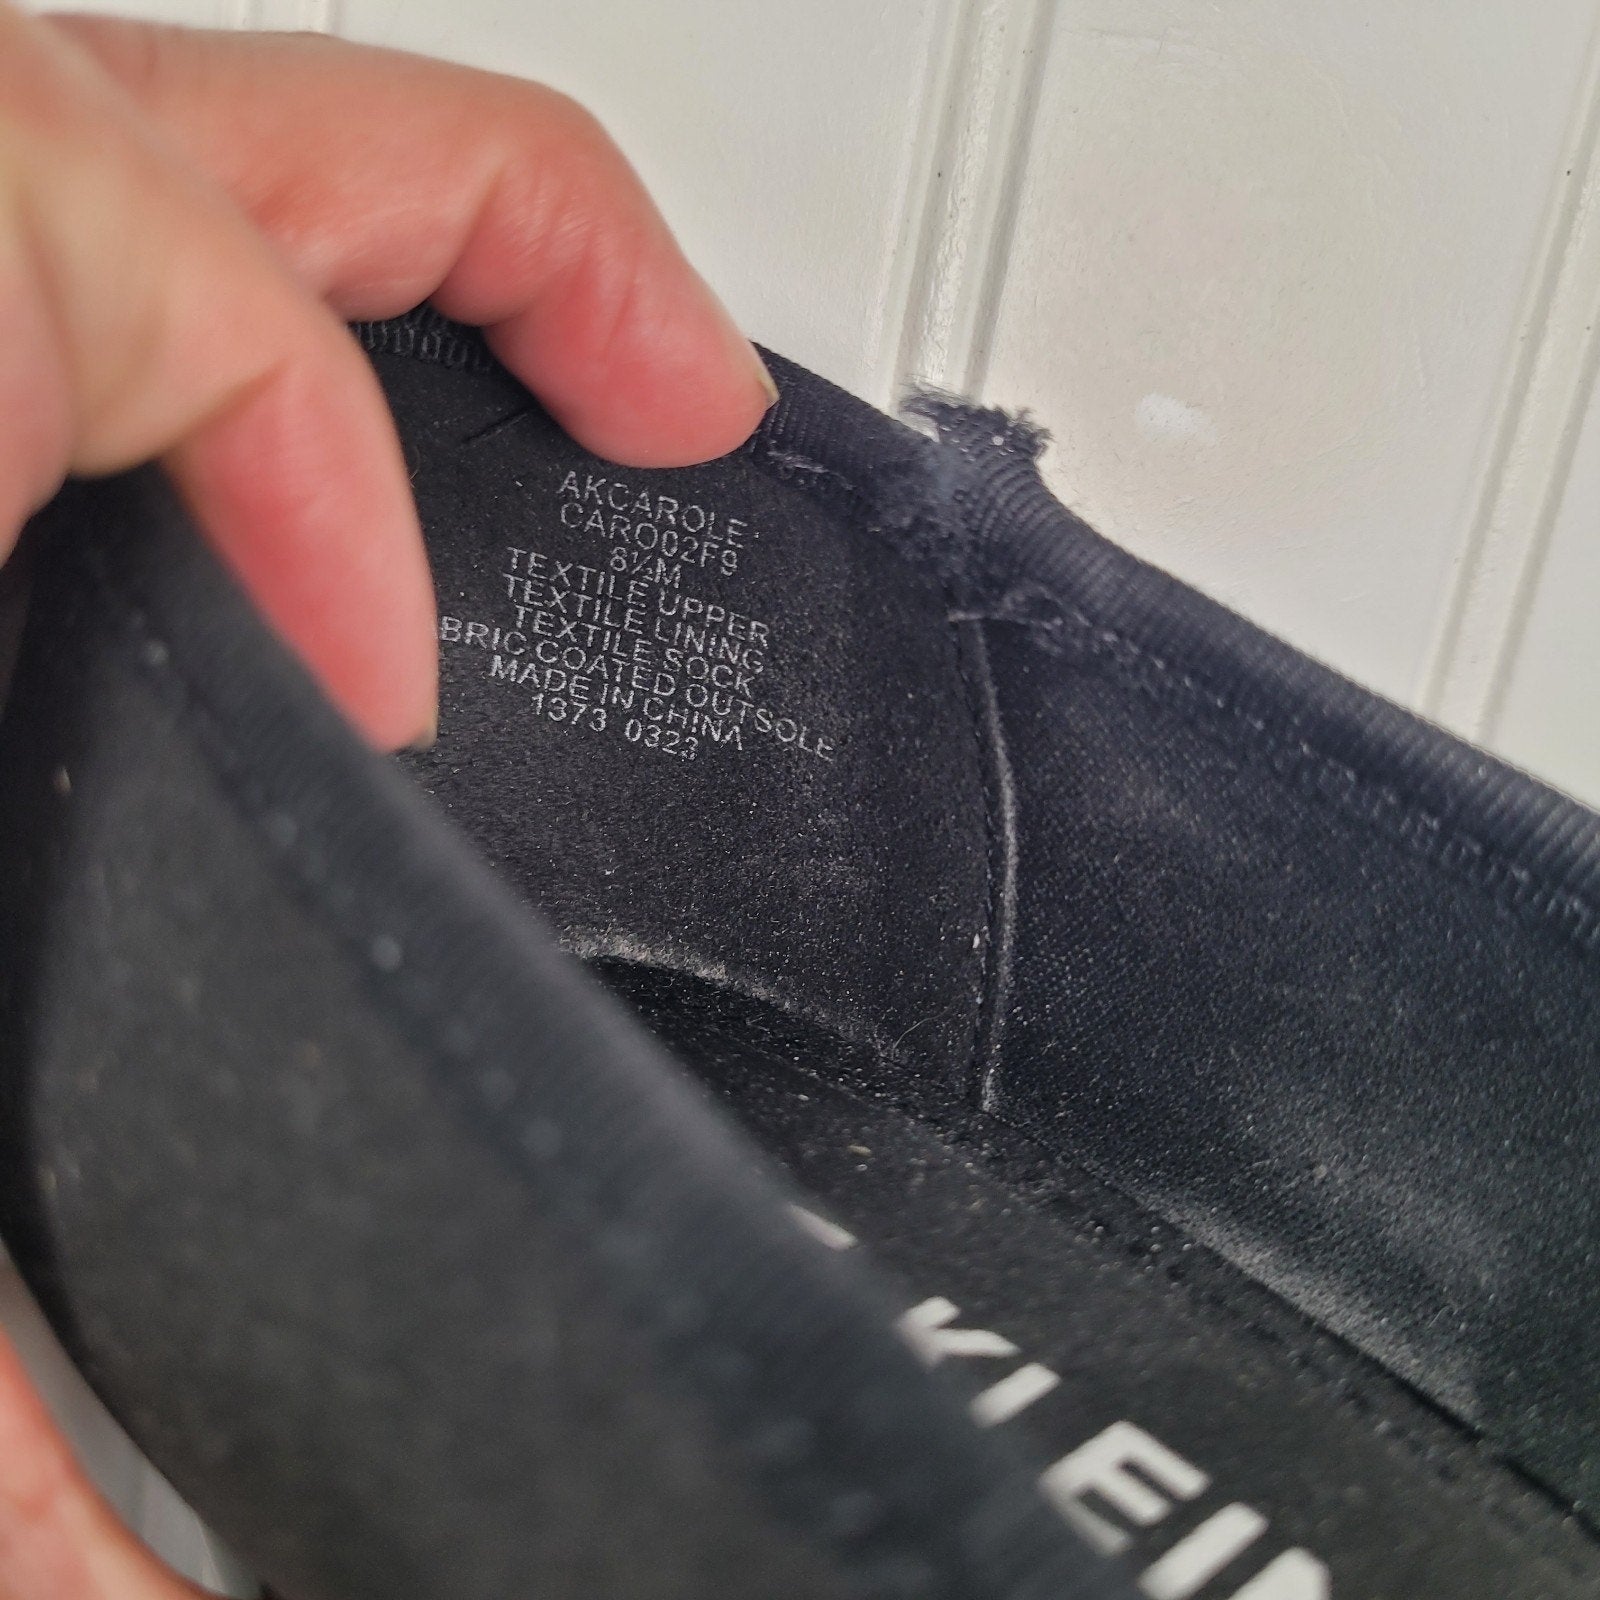 AKCAROLE
CARO02F9
8½M
TEXTILE UPPER
TEXTILE LINING
TEXTILE SOCK
BRIC COATED OUTSOLE
MADE IN CHINA
1373 0323
KLEIN